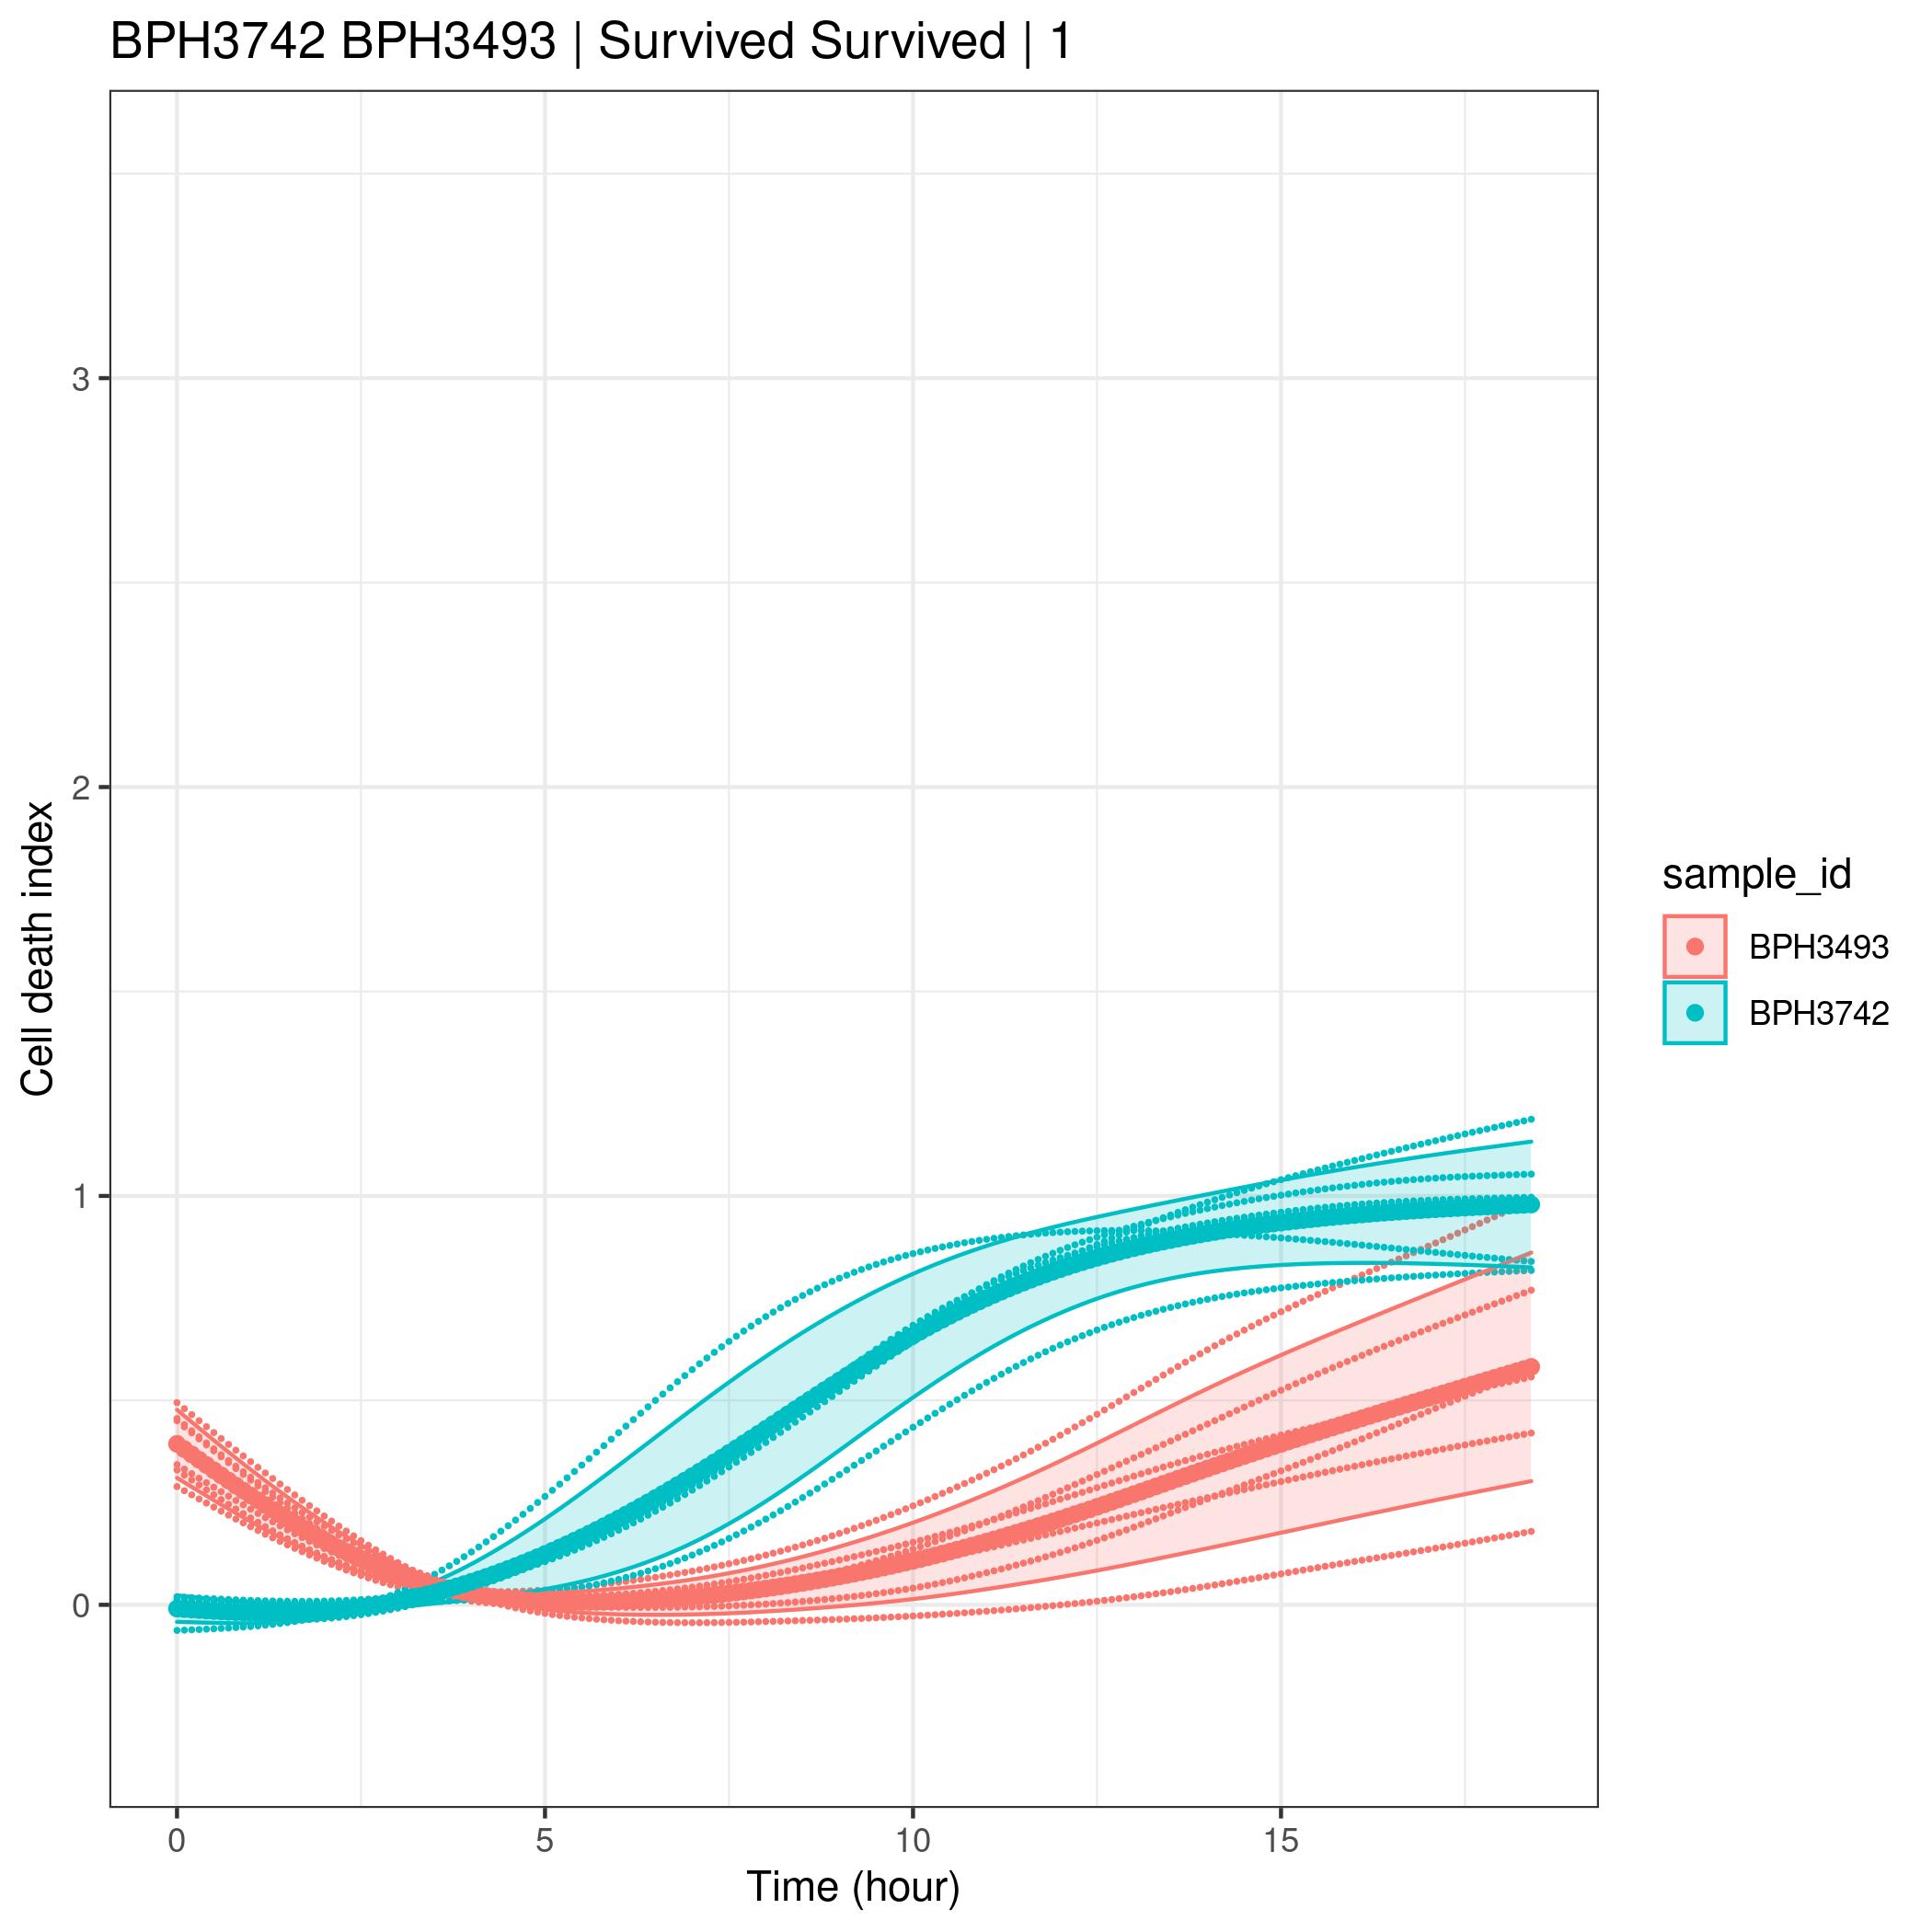 BPH3742 BPH3493 | Survived Survived | 1
3
2
1
0
Cell death index
0 5 10 15
Time (hour)
sample_id
BPH3493
BPH3742